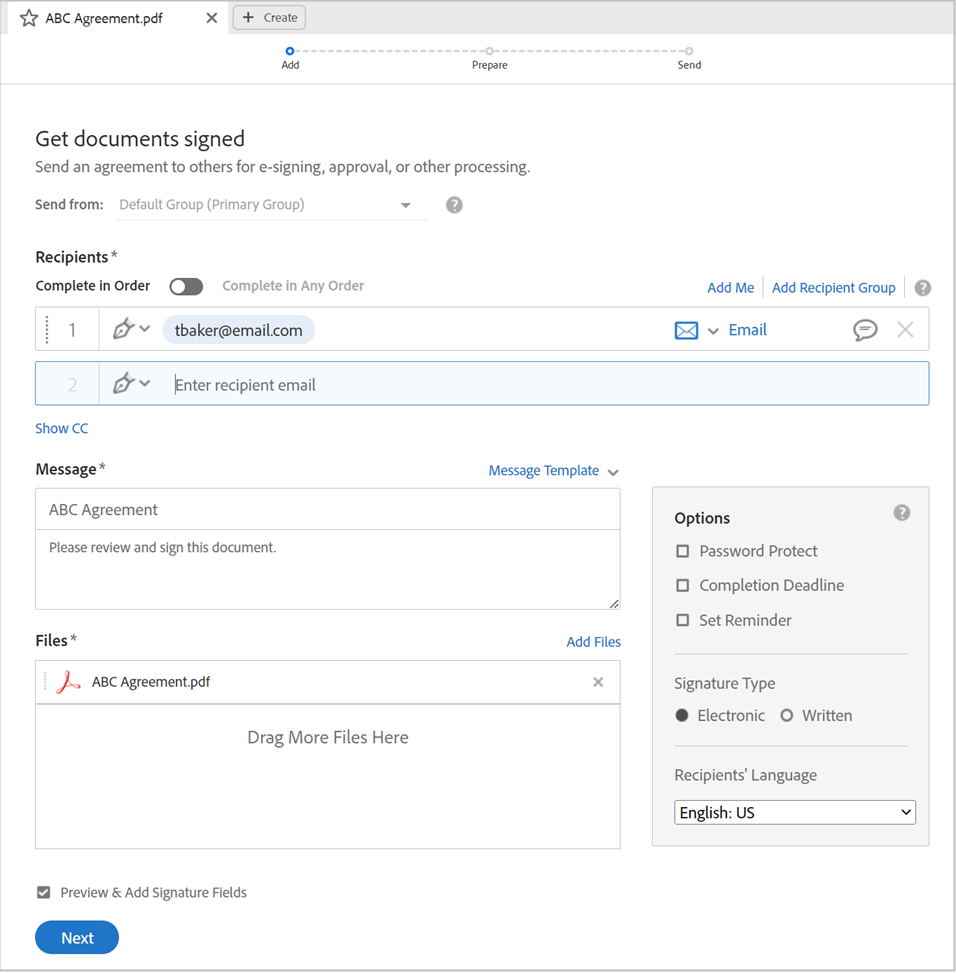 ABC Agreement.pdf
Create
Add Prepare Send
Get documents signed
Send an agreement to others for e-signing, approval, or other processing.
Send from: Default Group (Primary Group)
Recipients*
Complete in Order Complete in Any Order Add Me Add Recipient Group
1 tbaker@email.com Email
2 Enter recipient email
Show CC
Message* Message Template
ABC Agreement
Please review and sign this document.
Files* Add Files
ABC Agreement.pdf
Drag More Files Here
Options
Password Protect
Completion Deadline
Set Reminder
Signature Type
Electronic Written
Recipients' Language
English: US
Preview & Add Signature Fields
Next